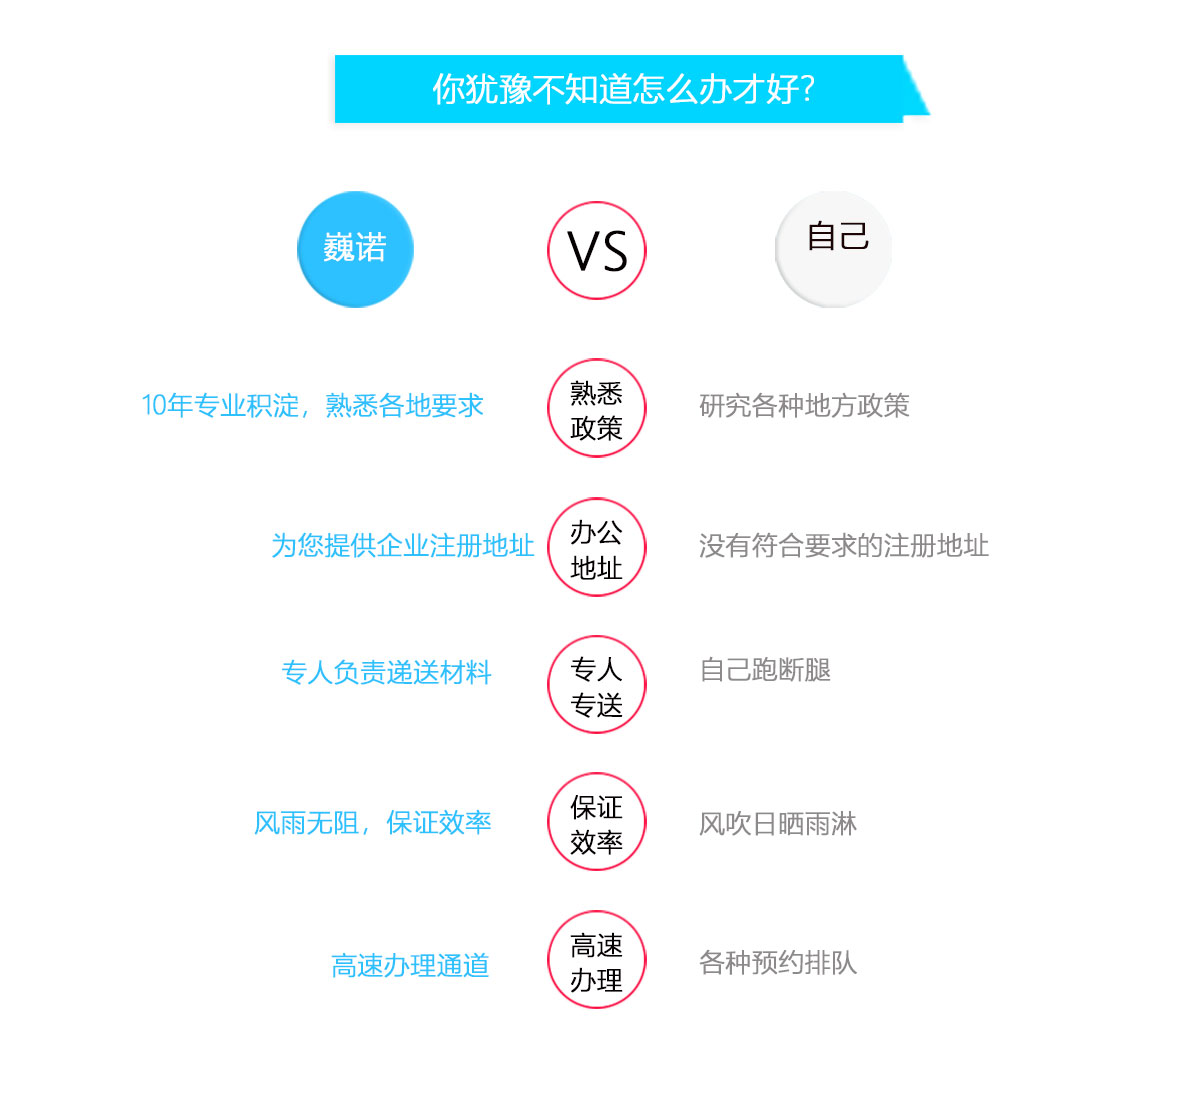 你犹豫不知道怎么办才好?
巍诺
VS
自己
10年专业积淀，熟悉各地要求
熟悉
政策
研究各种地方政策
为您提供企业注册地址
办公
地址
没有符合要求的注册地址
专人负责递送材料
专人
专送
自己跑断腿
风雨无阻，保证效率
保证
效率
风吹日晒雨淋
高速办理通道
高速
办理
各种预约排队